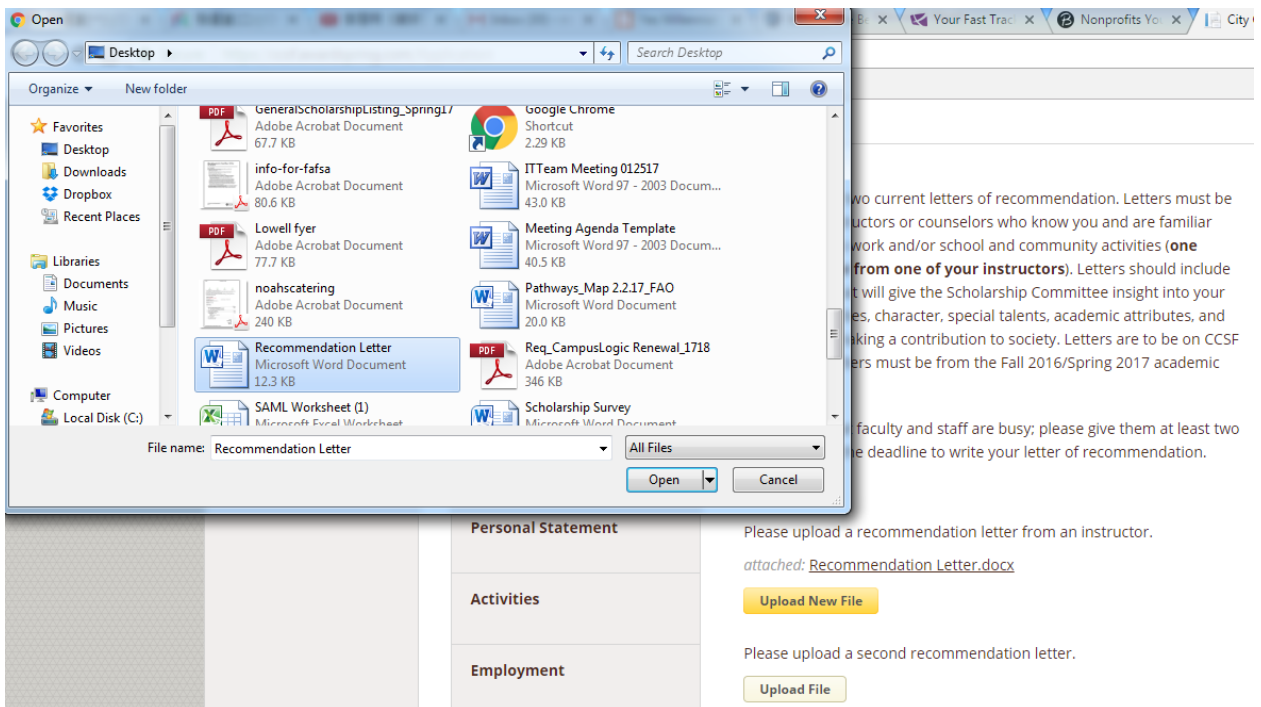 Open
Your Fast Trac
Nonprofits You
City
Desktop
Search Desktop
Organize
New folder
Favorites
Desktop
Downloads
Dropbox
Recent Places
Libraries
Documents
Music
Pictures
Videos
Computer
Local Disk (C:)
GeneralScholarshipListing_Spring17
Adobe Acrobat Document
67.7 KB
Google Chrome
Shortcut
2.29 KB
info-for-fafsa
Adobe Acrobat Document
80.6 KB
ITTeam Meeting 012517
Microsoft Word 97 - 2003 Docum...
43.0 KB
Lowell fyer
Adobe Acrobat Document
77.7 KB
Meeting Agenda Template
Microsoft Word 97 - 2003 Docum...
40.5 KB
noahscatering
Adobe Acrobat Document
240 KB
Pathways_Map 2.2.17_FAO
Microsoft Word Document
20.0 KB
Recommendation Letter
Microsoft Word Document
12.3 KB
Req_CampusLogic Renewal_1718
Adobe Acrobat Document
346 KB
SAML Worksheet (1)
Microsoft Excel Worksheet
Scholarship Survey
Microsoft Word Document
File name: Recommendation Letter
All Files
Open
Cancel
wo current letters of recommendation. Letters must be
uctors or counselors who know you and are familiar
work and/or school and community activities (one
from one of your instructors). Letters should include
t will give the Scholarship Committee insight into your
es, character, special talents, academic attributes, and
aking a contribution to society. Letters are to be on CCSF
ers must be from the Fall 2016/Spring 2017 academic
faculty and staff are busy; please give them at least two
e deadline to write your letter of recommendation.
Personal Statement
Activities
Employment
Please upload a recommendation letter from an instructor.
attached: Recommendation Letter.docx
Upload New File
Please upload a second recommendation letter.
Upload File